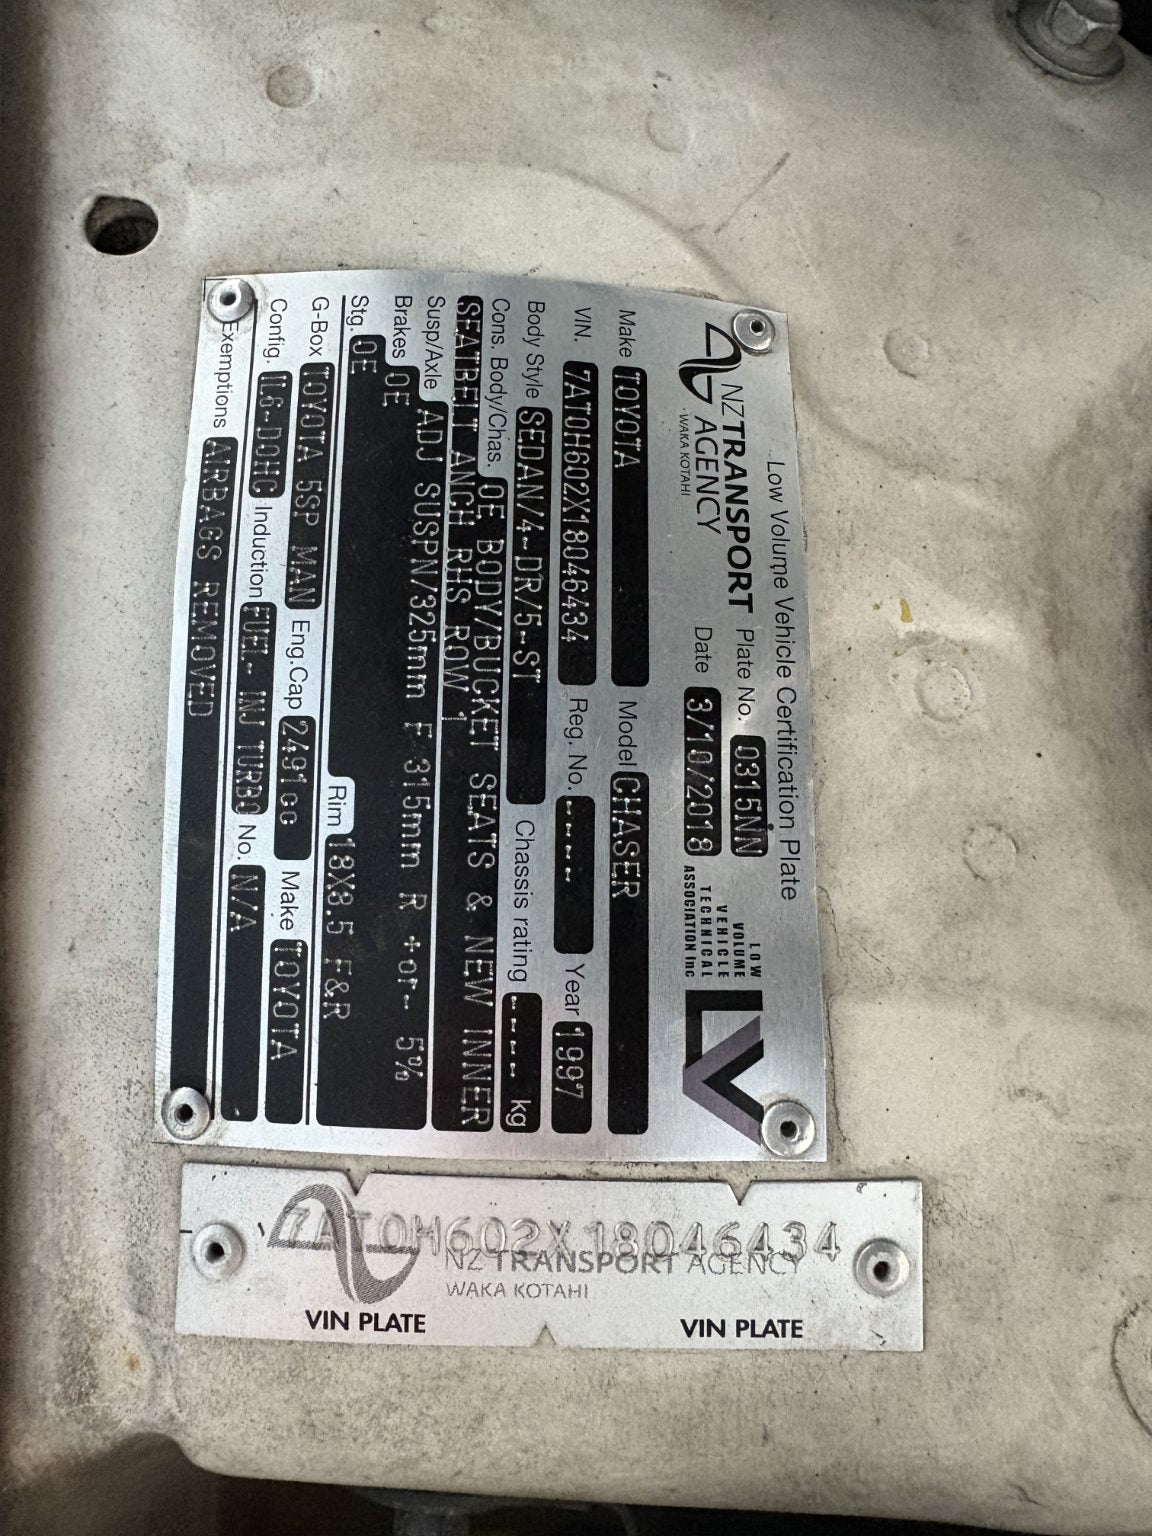 Low Volume Vehicle Certification Plate
NZ TRANSPORT
AGENCY
WAKA KOTAHI
Plate No. 0315NN
Date 3/10/2018
LOW
VOLUME
VEHICLE
TECHNICAL
ASSOCIATION Inc
LV
Make TOYOTA Model CHASER
VIN. 7AT0H602X18046434 Reg. No. ---- Year 1997
Body Style SEDAN/4-DR/5-ST Chassis rating ---- kg
Cons. Body/Chas. OE BODY/BUCKET SEATS & NEW INNER
SEATBELT ANCH RHS ROW 1
Susp/Axle ADJ SUSPN/325mm F 315mm R +or- 5%
Brakes OE
Stg. OE Rim 18X8.5 F&R
G-Box TOYOTA 5SP MAN Eng.Cap 2491cc Make TOYOTA
Config. IL6-DOHC Induction FUEL-INJ TURBO No. N/A
Exemptions AIRBAGS REMOVED
7AT0H602X18046434
NZ TRANSPORT AGENCY
WAKA KOTAHI
VIN PLATE VIN PLATE